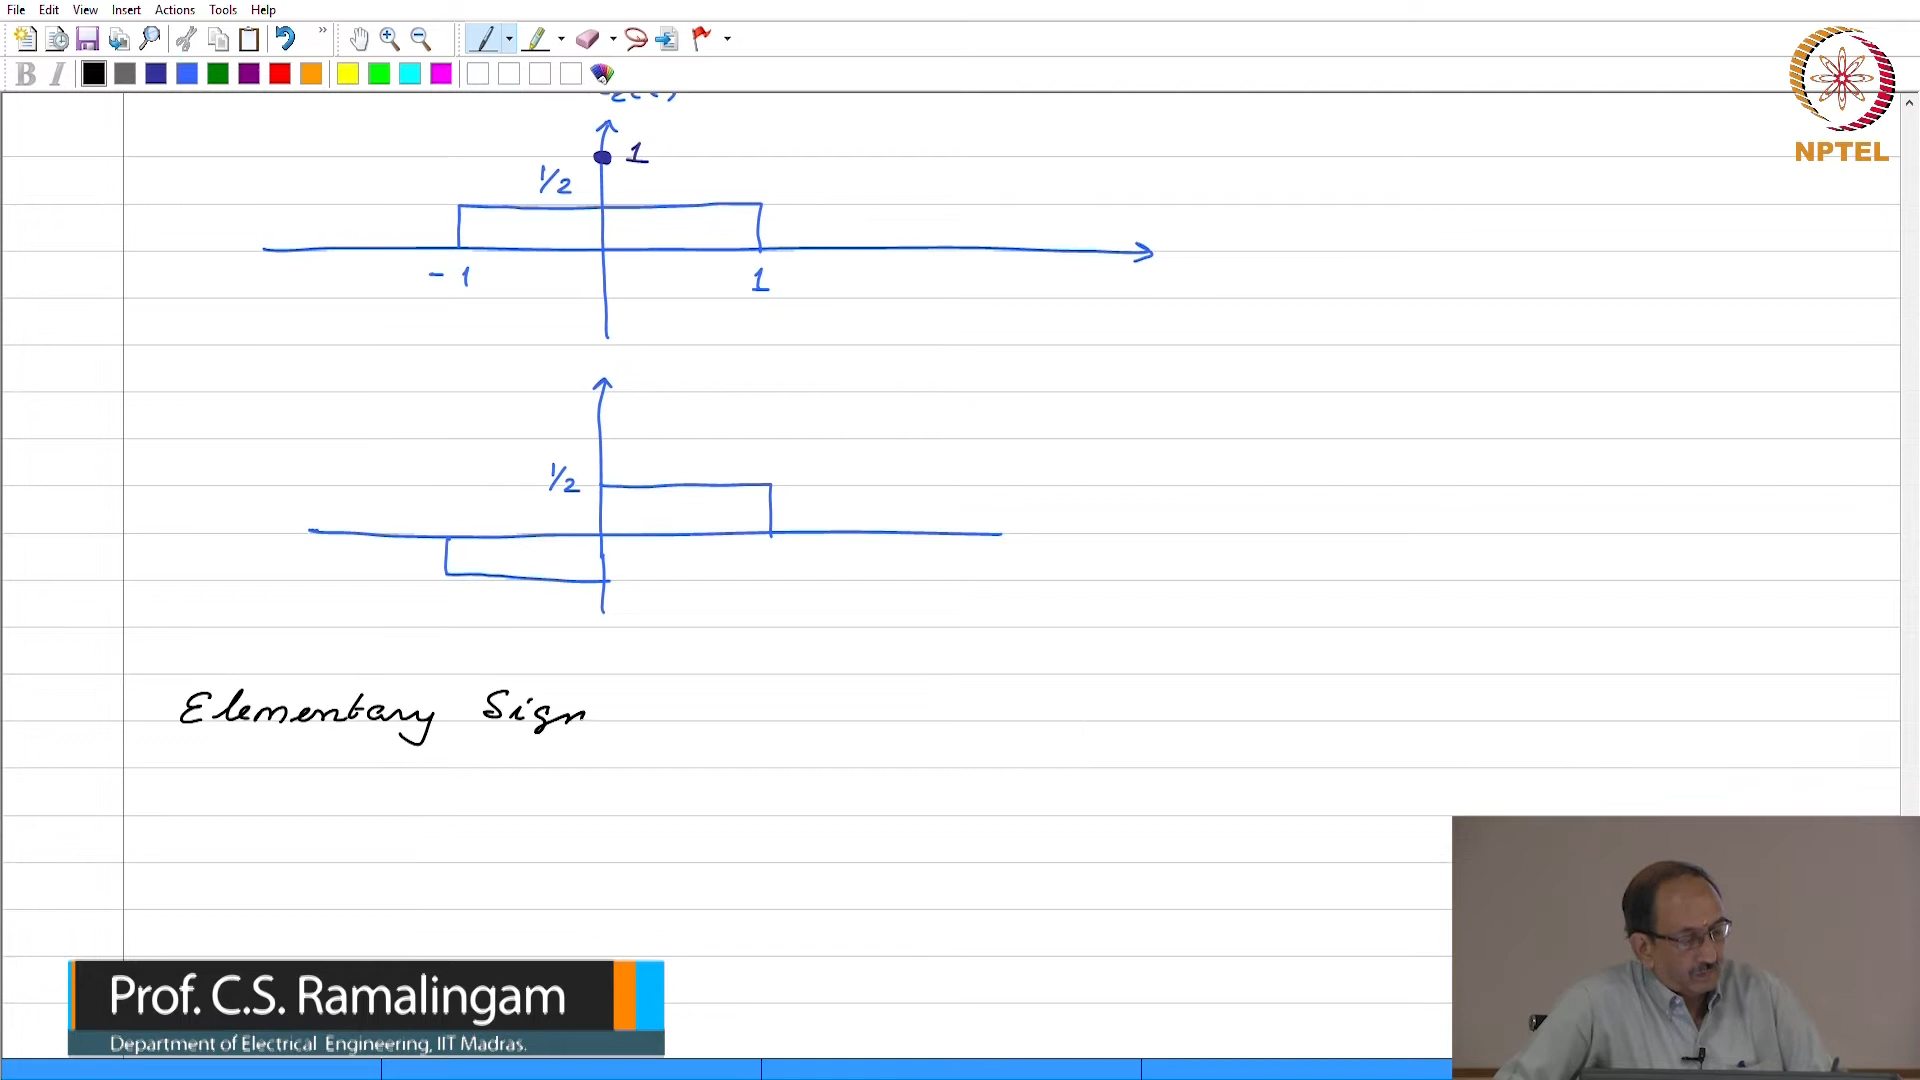 File Edit View Insert Actions Tools Help
B I
NPTEL
1
1/2
-1 1
1/2
Elementary Sign
Prof. C.S. Ramalingam
Department of Electrical Engineering, IIT Madras.